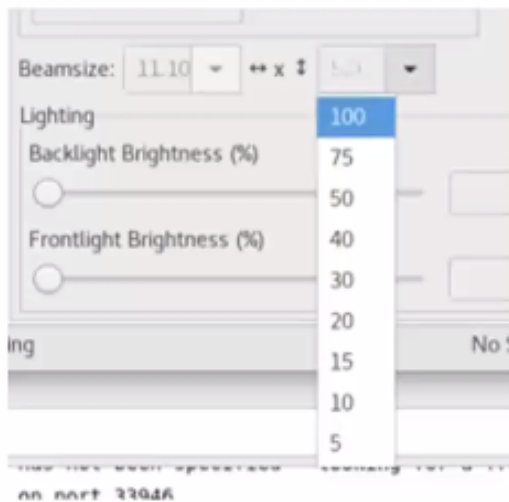 Beamsize: 11.10 ↔ x ↕
Lighting
100
Backlight Brightness (%)
75
50
Frontlight Brightness (%)
40
30
20
ing
No
15
10
5
on port 33946